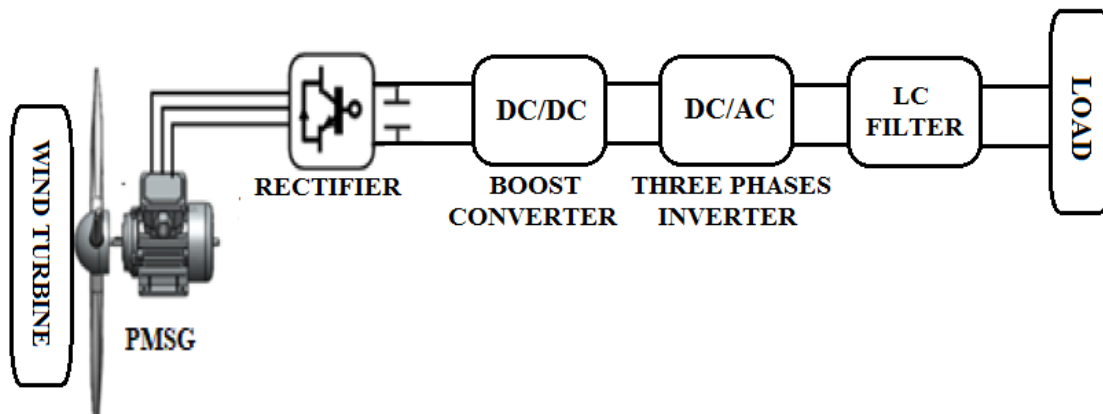 WIND TURBINE
PMSG
RECTIFIER
DC/DC
BOOST
CONVERTER
DC/AC
THREE PHASES
INVERTER
LC
FILTER
LOAD